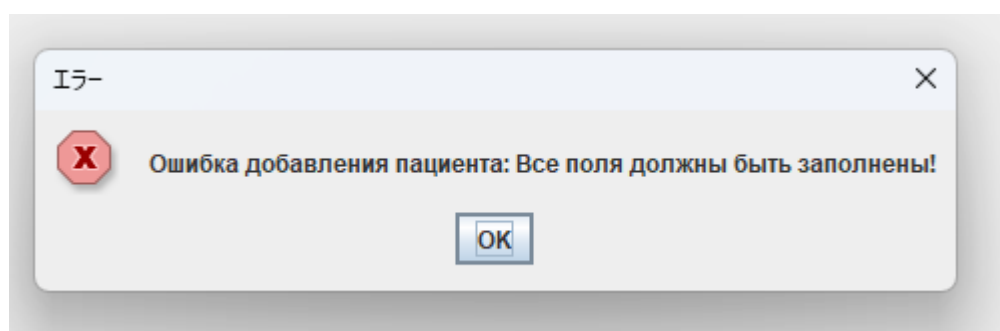 エラー
Ошибка добавления пациента: Все поля должны быть заполнены!
OK